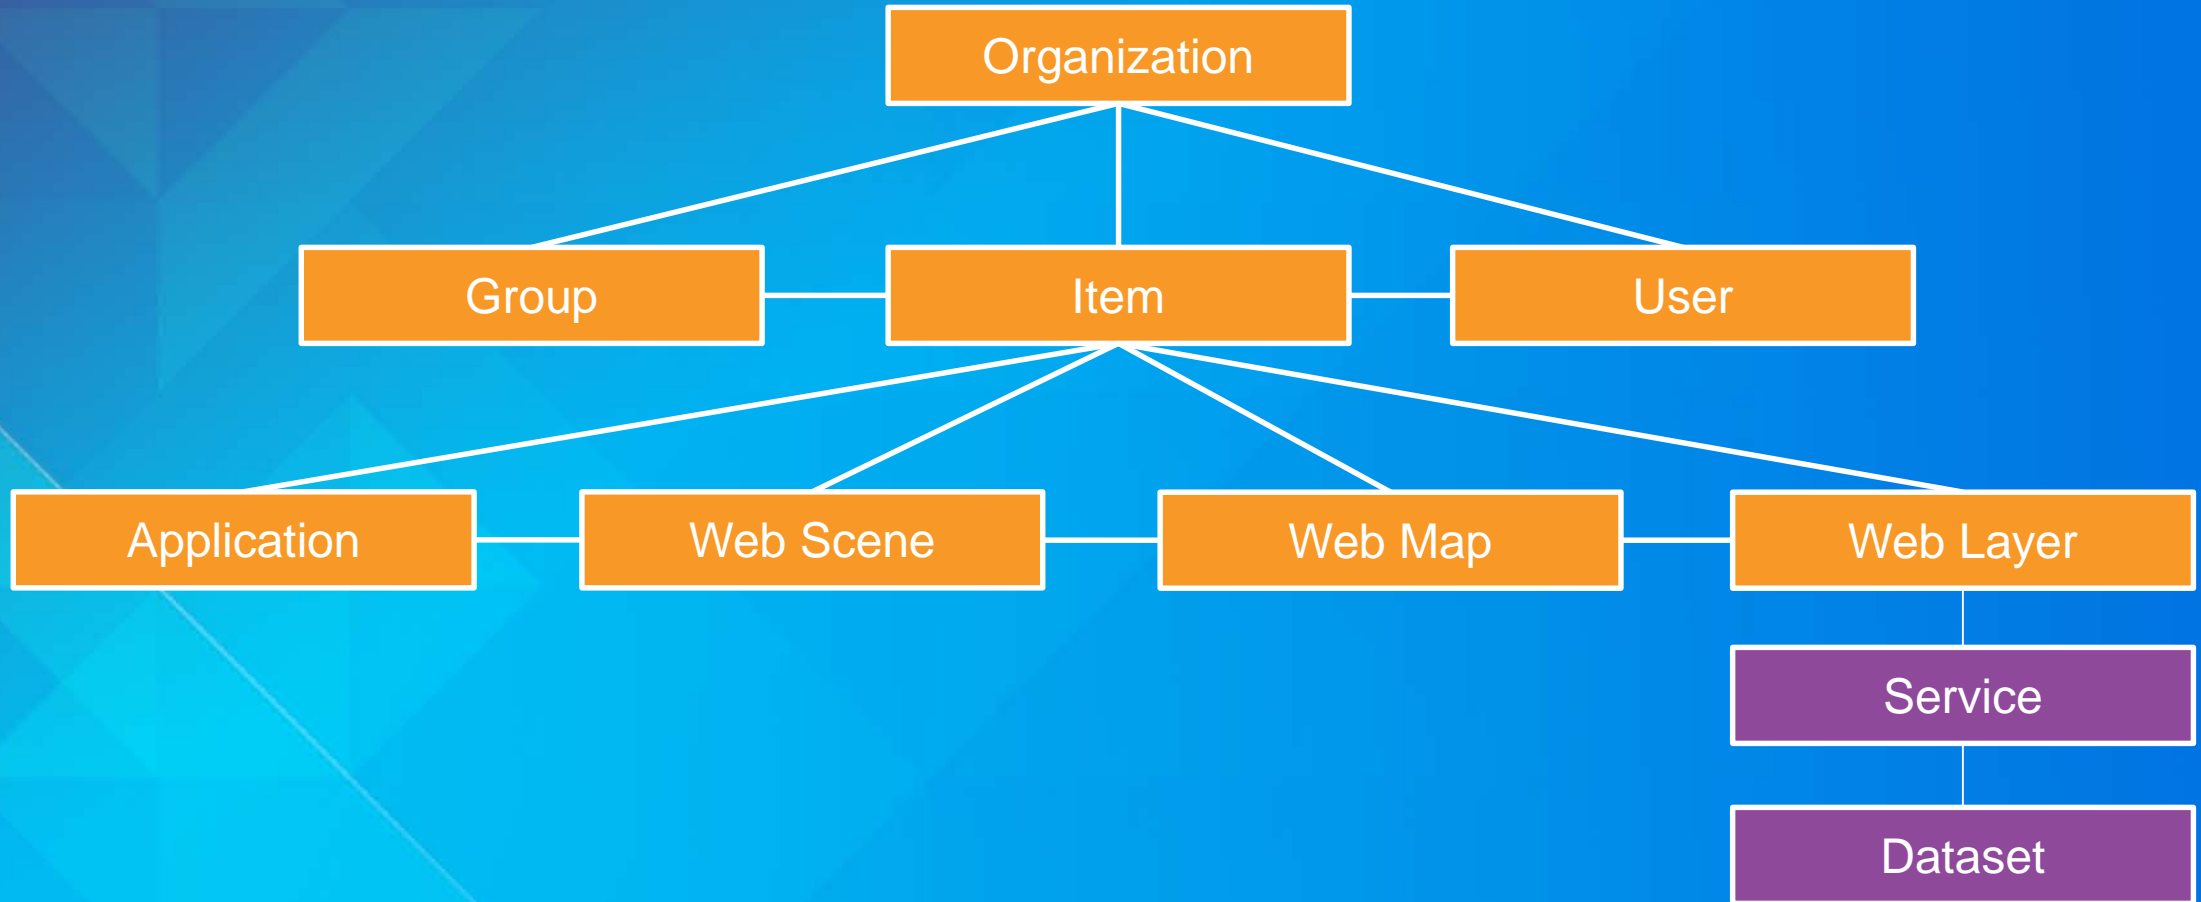 Organization
Group
Item
User
Application
Web Scene
Web Map
Web Layer
Service
Dataset